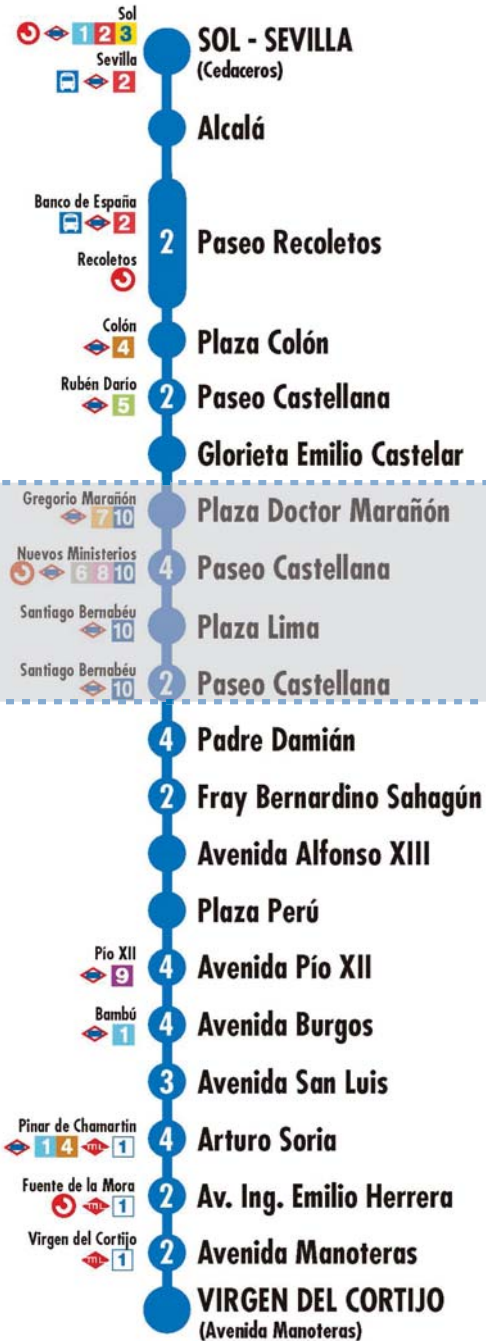 Sol
1 2 3
SOL - SEVILLA
(Cedaceros)
Sevilla
2
Alcalá
Banco de España
2
2
Paseo Recoletos
Recoletos
Colón
4
Plaza Colón
Rubén Darío
5
2
Paseo Castellana
Glorieta Emilio Castelar
Gregorio Marañón
7 10
Plaza Doctor Marañón
Nuevos Ministerios
6 8 10
4
Paseo Castellana
Santiago Bernabéu
10
Plaza Lima
Santiago Bernabéu
10
2
Paseo Castellana
4
Padre Damián
2
Fray Bernardino Sahagún
Avenida Alfonso XIII
Plaza Perú
Pío XII
9
4
Avenida Pío XII
Bambú
1
4
Avenida Burgos
3
Avenida San Luis
Pinar de Chamartín
1 4 ML 1
4
Arturo Soria
Fuente de la Mora
ML 1
2
Av. Ing. Emilio Herrera
Virgen del Cortijo
ML 1
2
Avenida Manoteras
VIRGEN DEL CORTIJO
(Avenida Manoteras)